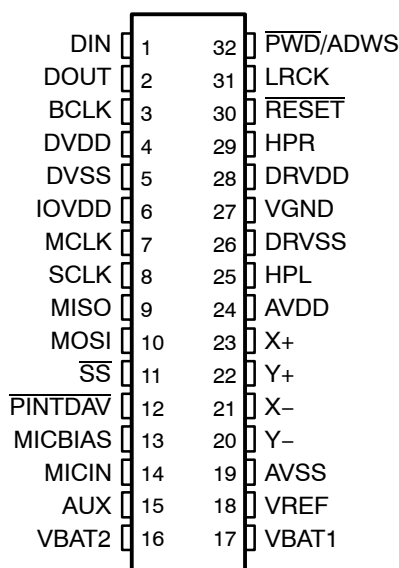 DIN 1 32 PWD/ADWS
DOUT 2 31 LRCK
BCLK 3 30 RESET
DVDD 4 29 HPR
DVSS 5 28 DRVDD
IOVDD 6 27 VGND
MCLK 7 26 DRVSS
SCLK 8 25 HPL
MISO 9 24 AVDD
MOSI 10 23 X+
SS 11 22 Y+
PINTDAV 12 21 X−
MICBIAS 13 20 Y−
MICIN 14 19 AVSS
AUX 15 18 VREF
VBAT2 16 17 VBAT1